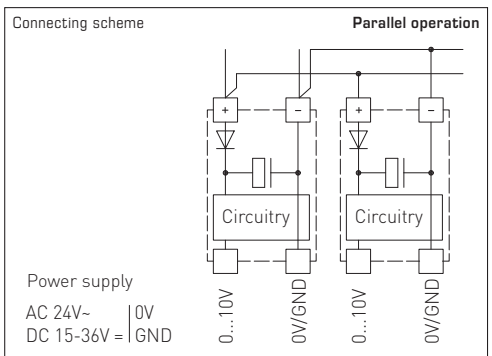 Connecting scheme
Parallel operation
+ − + −
Circuitry
Circuitry
Power supply
AC 24V~ | 0V
DC 15-36V = | GND
0...10V
0V/GND
0...10V
0V/GND